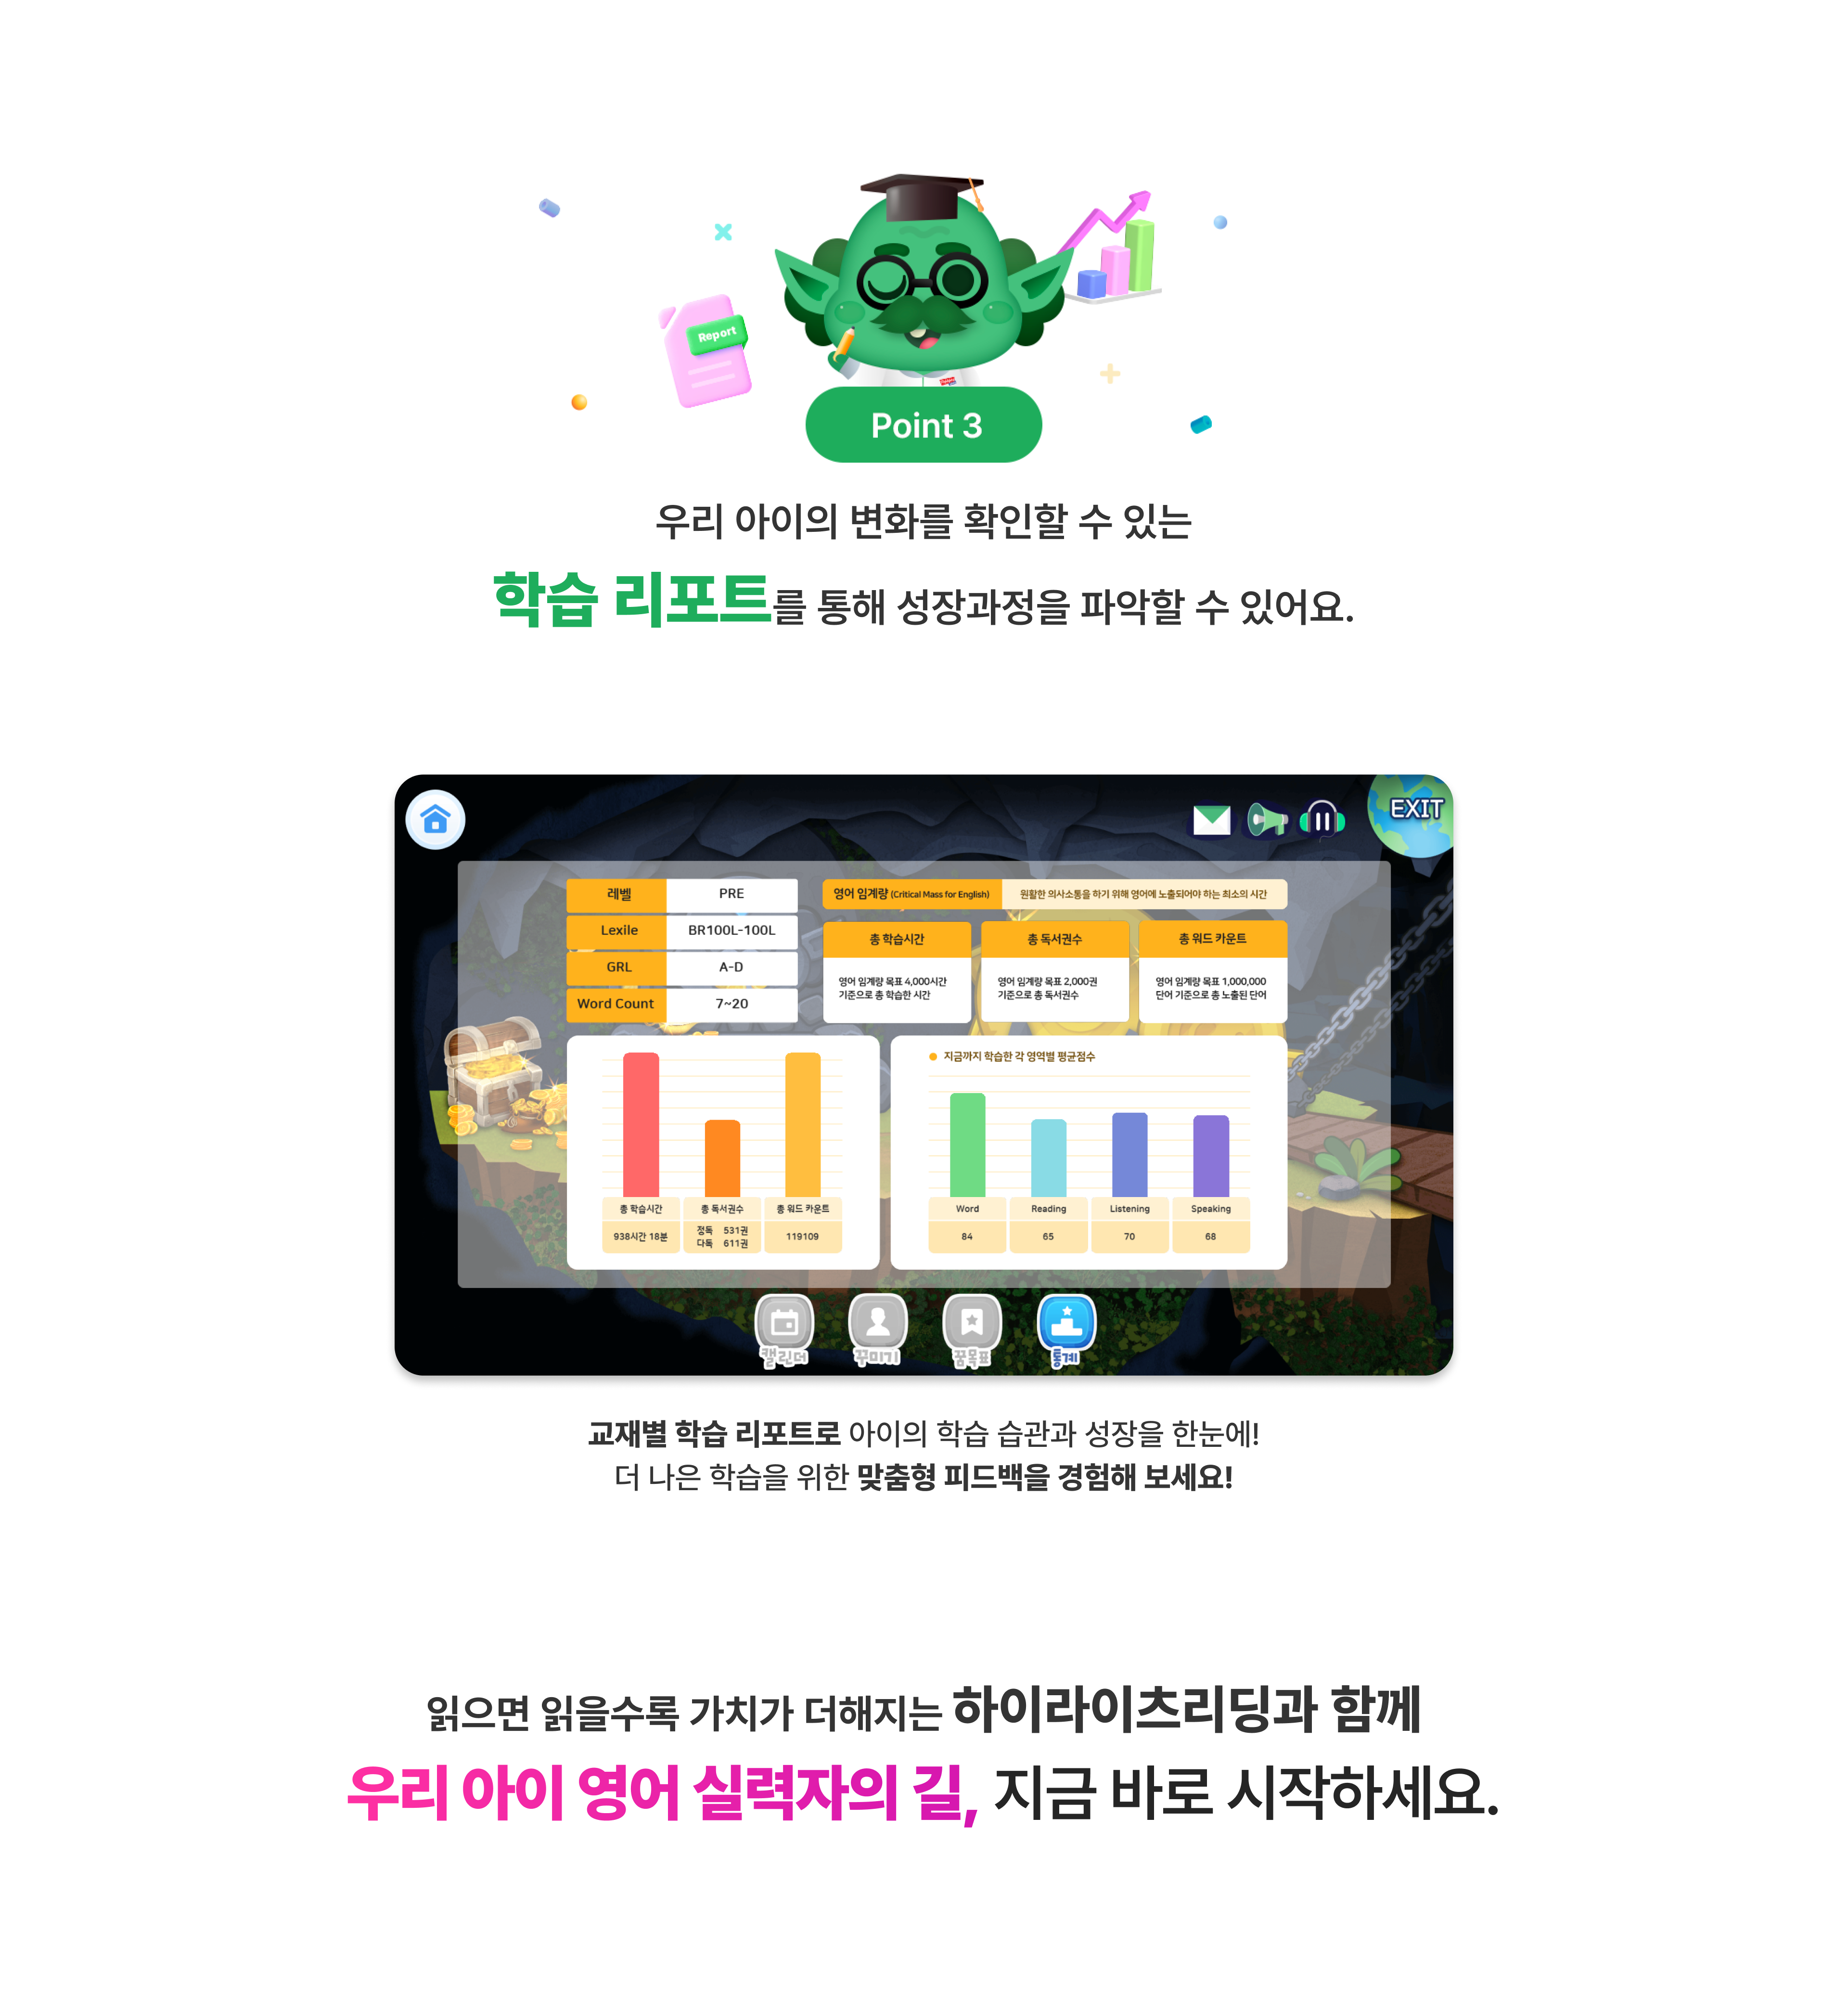 Report
Point 3
우리 아이의 변화를 확인할 수 있는
학습 리포트를 통해 성장과정을 파악할 수 있어요.
EXIT
레벨 PRE
Lexile BR100L-100L
GRL A-D
Word Count 7~20
영어 임계량 (Critical Mass for English) 원활한 의사소통을 하기 위해 영어에 노출되어야 하는 최소의 시간
총 학습시간
영어 임계량 목표 4,000시간
기준으로 총 학습한 시간
총 독서권수
영어 임계량 목표 2,000권
기준으로 총 독서권수
총 워드 카운트
영어 임계량 목표 1,000,000
단어 기준으로 총 노출된 단어
총 학습시간 총 독서권수 총 워드 카운트
938시간 18분
정독 531권
다독 611권
119109
지금까지 학습한 각 영역별 평균점수
Word Reading Listening Speaking
84 65 70 68
캘린더 꾸미기 꿈목표 통계
교재별 학습 리포트로 아이의 학습 습관과 성장을 한눈에!
더 나은 학습을 위한 맞춤형 피드백을 경험해 보세요!
읽으면 읽을수록 가치가 더해지는 하이라이츠리딩과 함께
우리 아이 영어 실력자의 길, 지금 바로 시작하세요.